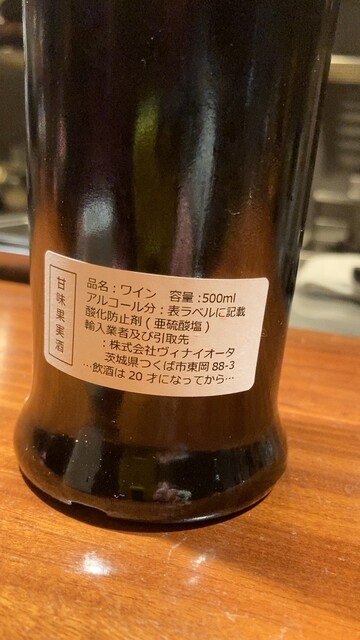 甘味果実酒
品名：ワイン　容量：500ml
アルコール分：表ラベルに記載
酸化防止剤（亜硫酸塩）
輸入業者及び引取先
：株式会社ヴィナイオータ
茨城県つくば市東岡 88-3
…飲酒は 20 才になってから…